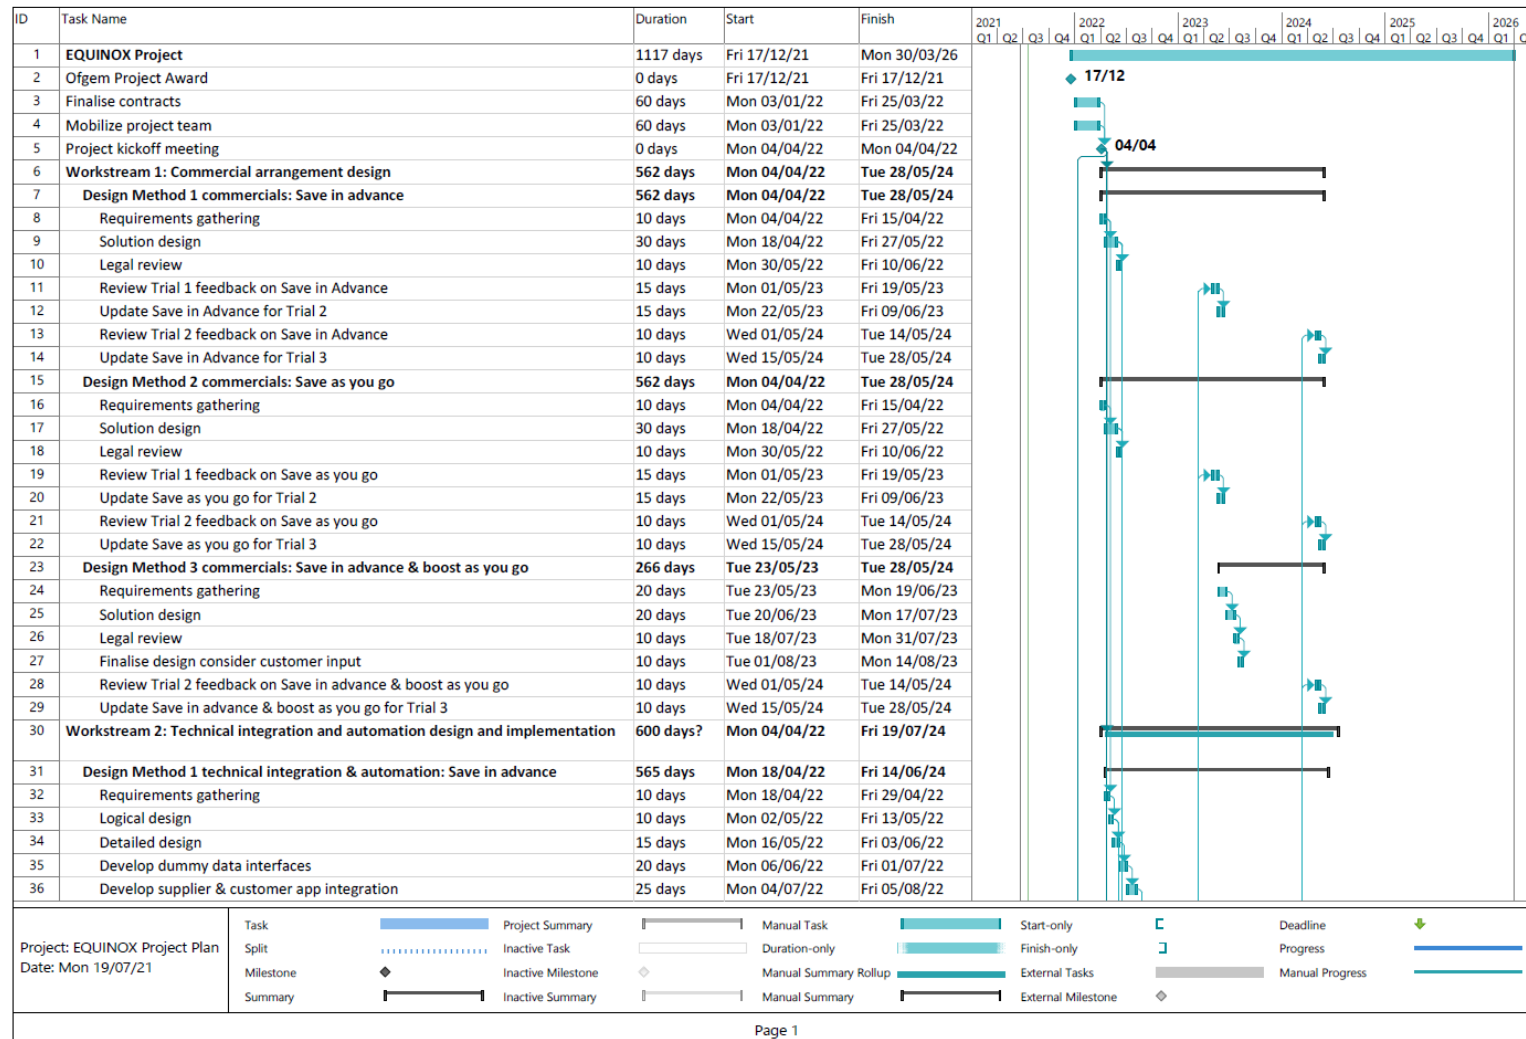 ID Task Name Duration Start Finish 2021 2022 2023 2024 2025 2026
Q1 Q2 Q3 Q4 Q1 Q2 Q3 Q4 Q1 Q2 Q3 Q4 Q1 Q2 Q3 Q4 Q1 Q2 Q3 Q4 Q1
1 EQUINOX Project 1117 days Fri 17/12/21 Mon 30/03/26
2 Ofgem Project Award 0 days Fri 17/12/21 Fri 17/12/21 17/12
3 Finalise contracts 60 days Mon 03/01/22 Fri 25/03/22
4 Mobilize project team 60 days Mon 03/01/22 Fri 25/03/22
5 Project kickoff meeting 0 days Mon 04/04/22 Mon 04/04/22 04/04
6 Workstream 1: Commercial arrangement design 562 days Mon 04/04/22 Tue 28/05/24
7 Design Method 1 commercials: Save in advance 562 days Mon 04/04/22 Tue 28/05/24
8 Requirements gathering 10 days Mon 04/04/22 Fri 15/04/22
9 Solution design 30 days Mon 18/04/22 Fri 27/05/22
10 Legal review 10 days Mon 30/05/22 Fri 10/06/22
11 Review Trial 1 feedback on Save in Advance 15 days Mon 01/05/23 Fri 19/05/23
12 Update Save in Advance for Trial 2 15 days Mon 22/05/23 Fri 09/06/23
13 Review Trial 2 feedback on Save in Advance 10 days Wed 01/05/24 Tue 14/05/24
14 Update Save in Advance for Trial 3 10 days Wed 15/05/24 Tue 28/05/24
15 Design Method 2 commercials: Save as you go 562 days Mon 04/04/22 Tue 28/05/24
16 Requirements gathering 10 days Mon 04/04/22 Fri 15/04/22
17 Solution design 30 days Mon 18/04/22 Fri 27/05/22
18 Legal review 10 days Mon 30/05/22 Fri 10/06/22
19 Review Trial 1 feedback on Save as you go 15 days Mon 01/05/23 Fri 19/05/23
20 Update Save as you go for Trial 2 15 days Mon 22/05/23 Fri 09/06/23
21 Review Trial 2 feedback on Save as you go 10 days Wed 01/05/24 Tue 14/05/24
22 Update Save as you go for Trial 3 10 days Wed 15/05/24 Tue 28/05/24
23 Design Method 3 commercials: Save in advance & boost as you go 266 days Tue 23/05/23 Tue 28/05/24
24 Requirements gathering 20 days Tue 23/05/23 Mon 19/06/23
25 Solution design 20 days Tue 20/06/23 Mon 17/07/23
26 Legal review 10 days Tue 18/07/23 Mon 31/07/23
27 Finalise design consider customer input 10 days Tue 01/08/23 Mon 14/08/23
28 Review Trial 2 feedback on Save in advance & boost as you go 10 days Wed 01/05/24 Tue 14/05/24
29 Update Save in advance & boost as you go for Trial 3 10 days Wed 15/05/24 Tue 28/05/24
30 Workstream 2: Technical integration and automation design and implementation 600 days? Mon 04/04/22 Fri 19/07/24
31 Design Method 1 technical integration & automation: Save in advance 565 days Mon 18/04/22 Fri 14/06/24
32 Requirements gathering 10 days Mon 18/04/22 Fri 29/04/22
33 Logical design 10 days Mon 02/05/22 Fri 13/05/22
34 Detailed design 15 days Mon 16/05/22 Fri 03/06/22
35 Develop dummy data interfaces 20 days Mon 06/06/22 Fri 01/07/22
36 Develop supplier & customer app integration 25 days Mon 04/07/22 Fri 05/08/22
Project: EQUINOX Project Plan
Date: Mon 19/07/21
Task Project Summary Manual Task Start-only Deadline
Split Inactive Task Duration-only Finish-only Progress
Milestone Inactive Milestone Manual Summary Rollup External Tasks Manual Progress
Summary Inactive Summary Manual Summary External Milestone
Page 1